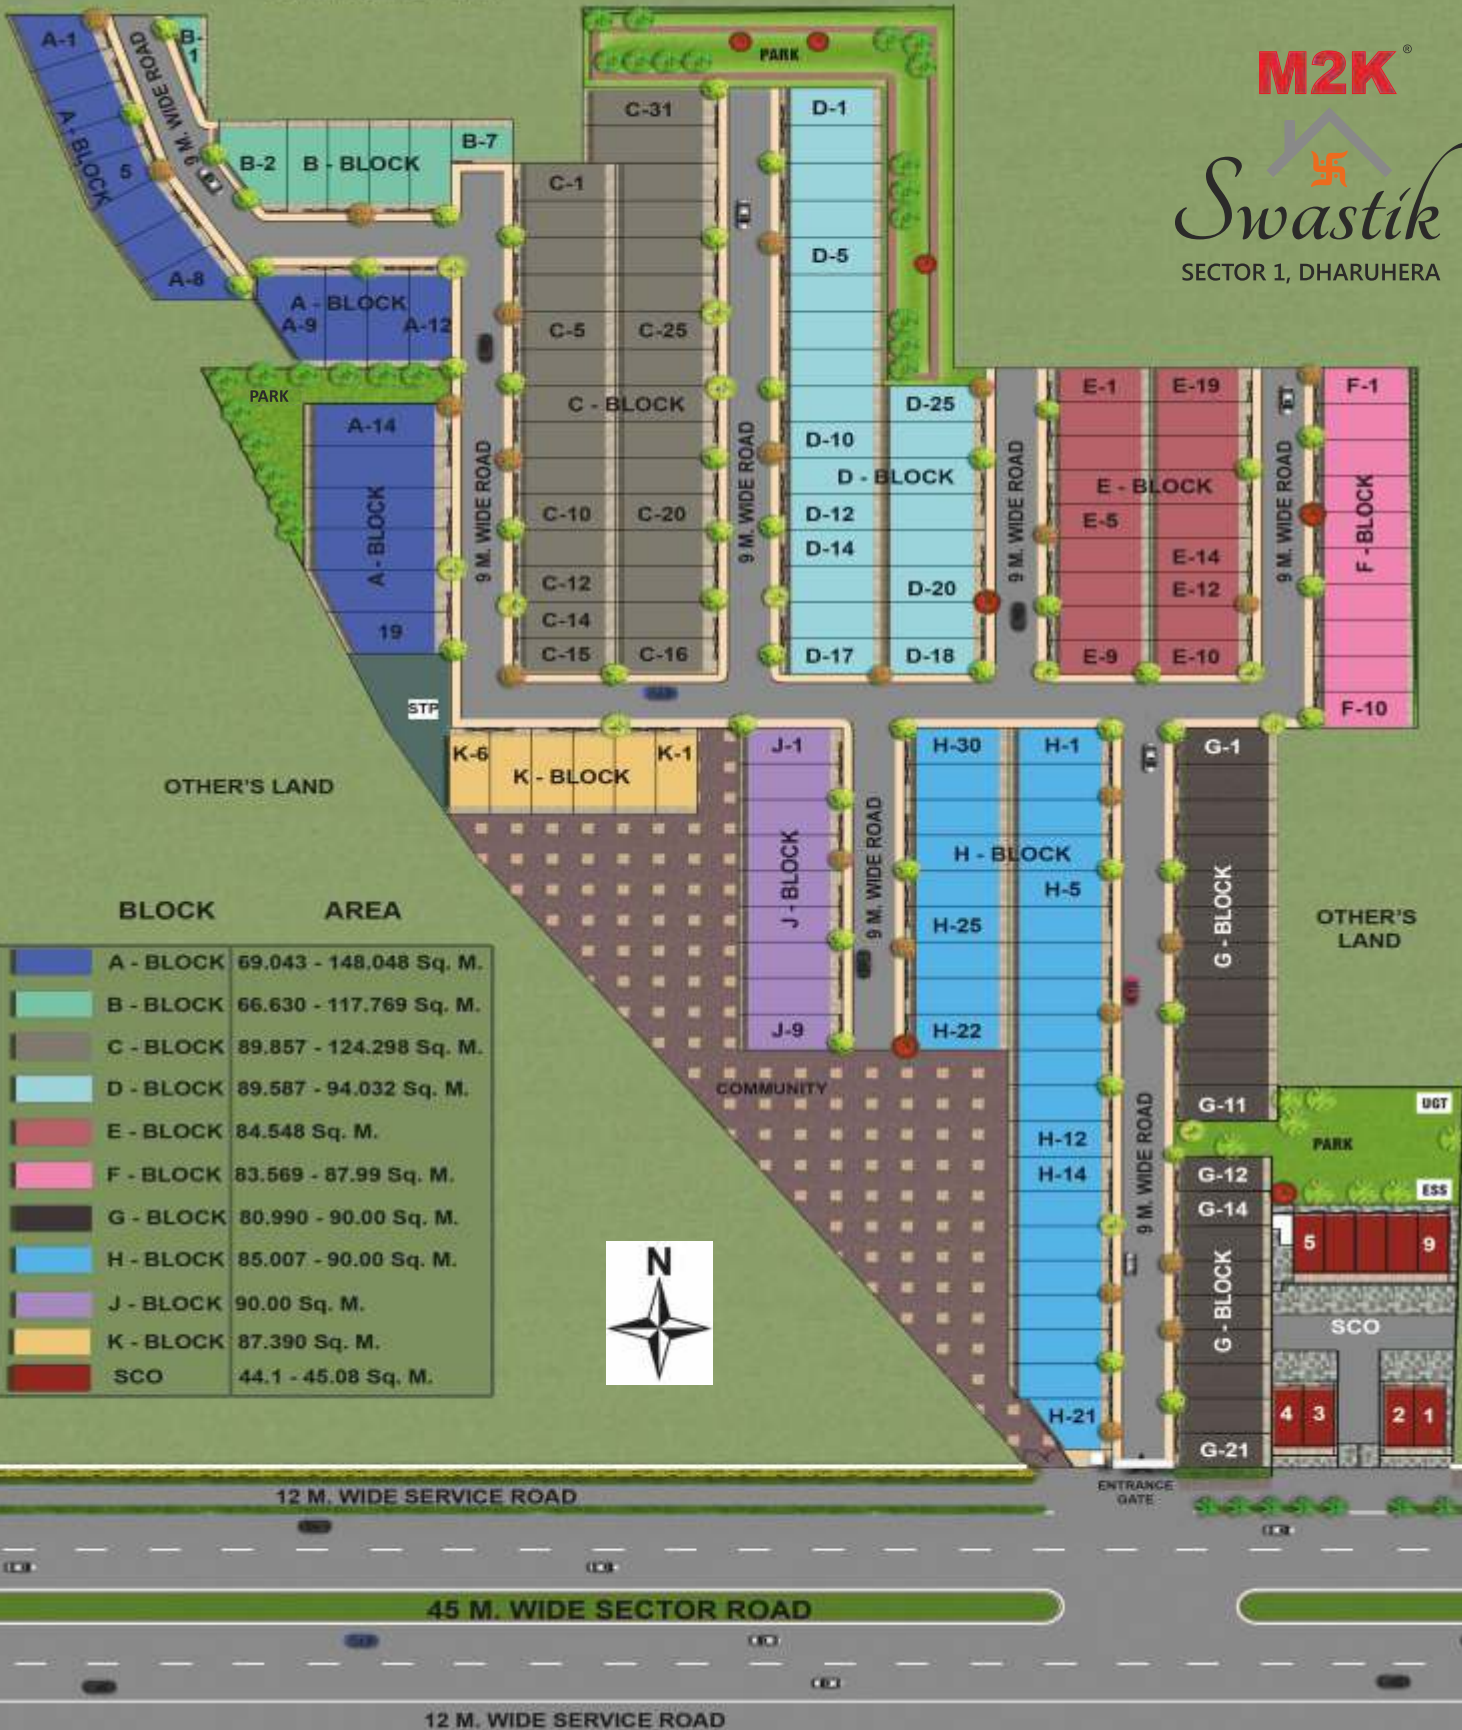 M2K®
Swastik
SECTOR 1, DHARUHERA
A-1
9 M. WIDE ROAD
B-1
A - BLOCK
5
A-8
B-2
B - BLOCK
B-7
A - BLOCK
A-9
A-12
PARK
A-14
A - BLOCK
19
STP
9 M. WIDE ROAD
PARK
C-31
C-1
C-5
C-25
C - BLOCK
C-10
C-20
C-12
C-14
C-15
C-16
9 M. WIDE ROAD
D-1
D-5
D-25
D-10
D - BLOCK
D-12
D-14
D-20
D-17
D-18
9 M. WIDE ROAD
E-1
E-19
E - BLOCK
E-5
E-14
E-12
E-9
E-10
9 M. WIDE ROAD
F-1
F - BLOCK
F-10
K-6
K - BLOCK
K-1
J-1
J - BLOCK
J-9
9 M. WIDE ROAD
H-30
H-1
H - BLOCK
H-5
H-25
H-22
H-12
H-14
H-21
9 M. WIDE ROAD
G-1
G - BLOCK
G-11
G-12
G-14
G - BLOCK
G-21
OTHER'S LAND
OTHER'S
LAND
COMMUNITY
UGT
PARK
ESS
5
9
SCO
4
3
2
1
BLOCK AREA
A - BLOCK 69.043 - 148.048 Sq. M.
B - BLOCK 66.630 - 117.769 Sq. M.
C - BLOCK 89.857 - 124.298 Sq. M.
D - BLOCK 89.587 - 94.032 Sq. M.
E - BLOCK 84.548 Sq. M.
F - BLOCK 83.569 - 87.99 Sq. M.
G - BLOCK 80.990 - 90.00 Sq. M.
H - BLOCK 85.007 - 90.00 Sq. M.
J - BLOCK 90.00 Sq. M.
K - BLOCK 87.390 Sq. M.
SCO 44.1 - 45.08 Sq. M.
N
ENTRANCE
GATE
12 M. WIDE SERVICE ROAD
45 M. WIDE SECTOR ROAD
12 M. WIDE SERVICE ROAD